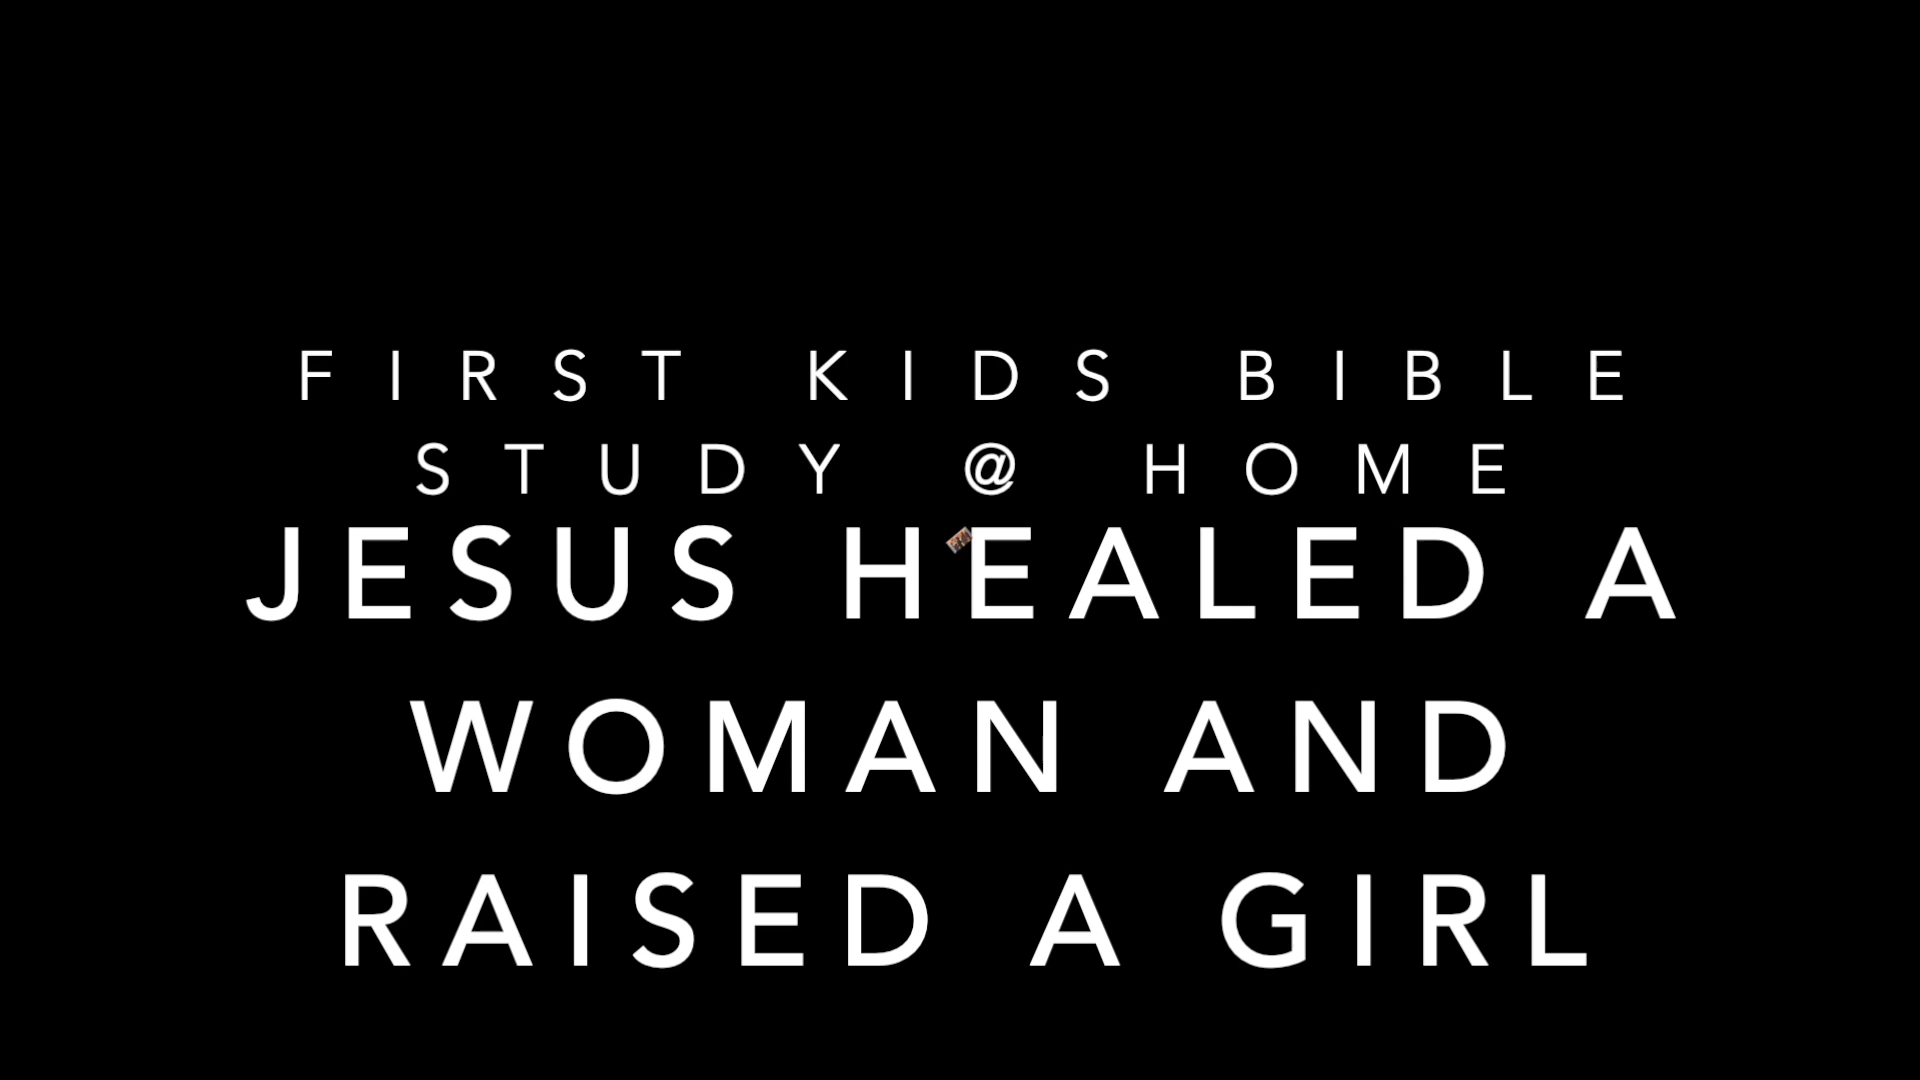 FIRST KIDS BIBLE
STUDY @ HOME
JESUS HEALED A
WOMAN AND
RAISED A GIRL